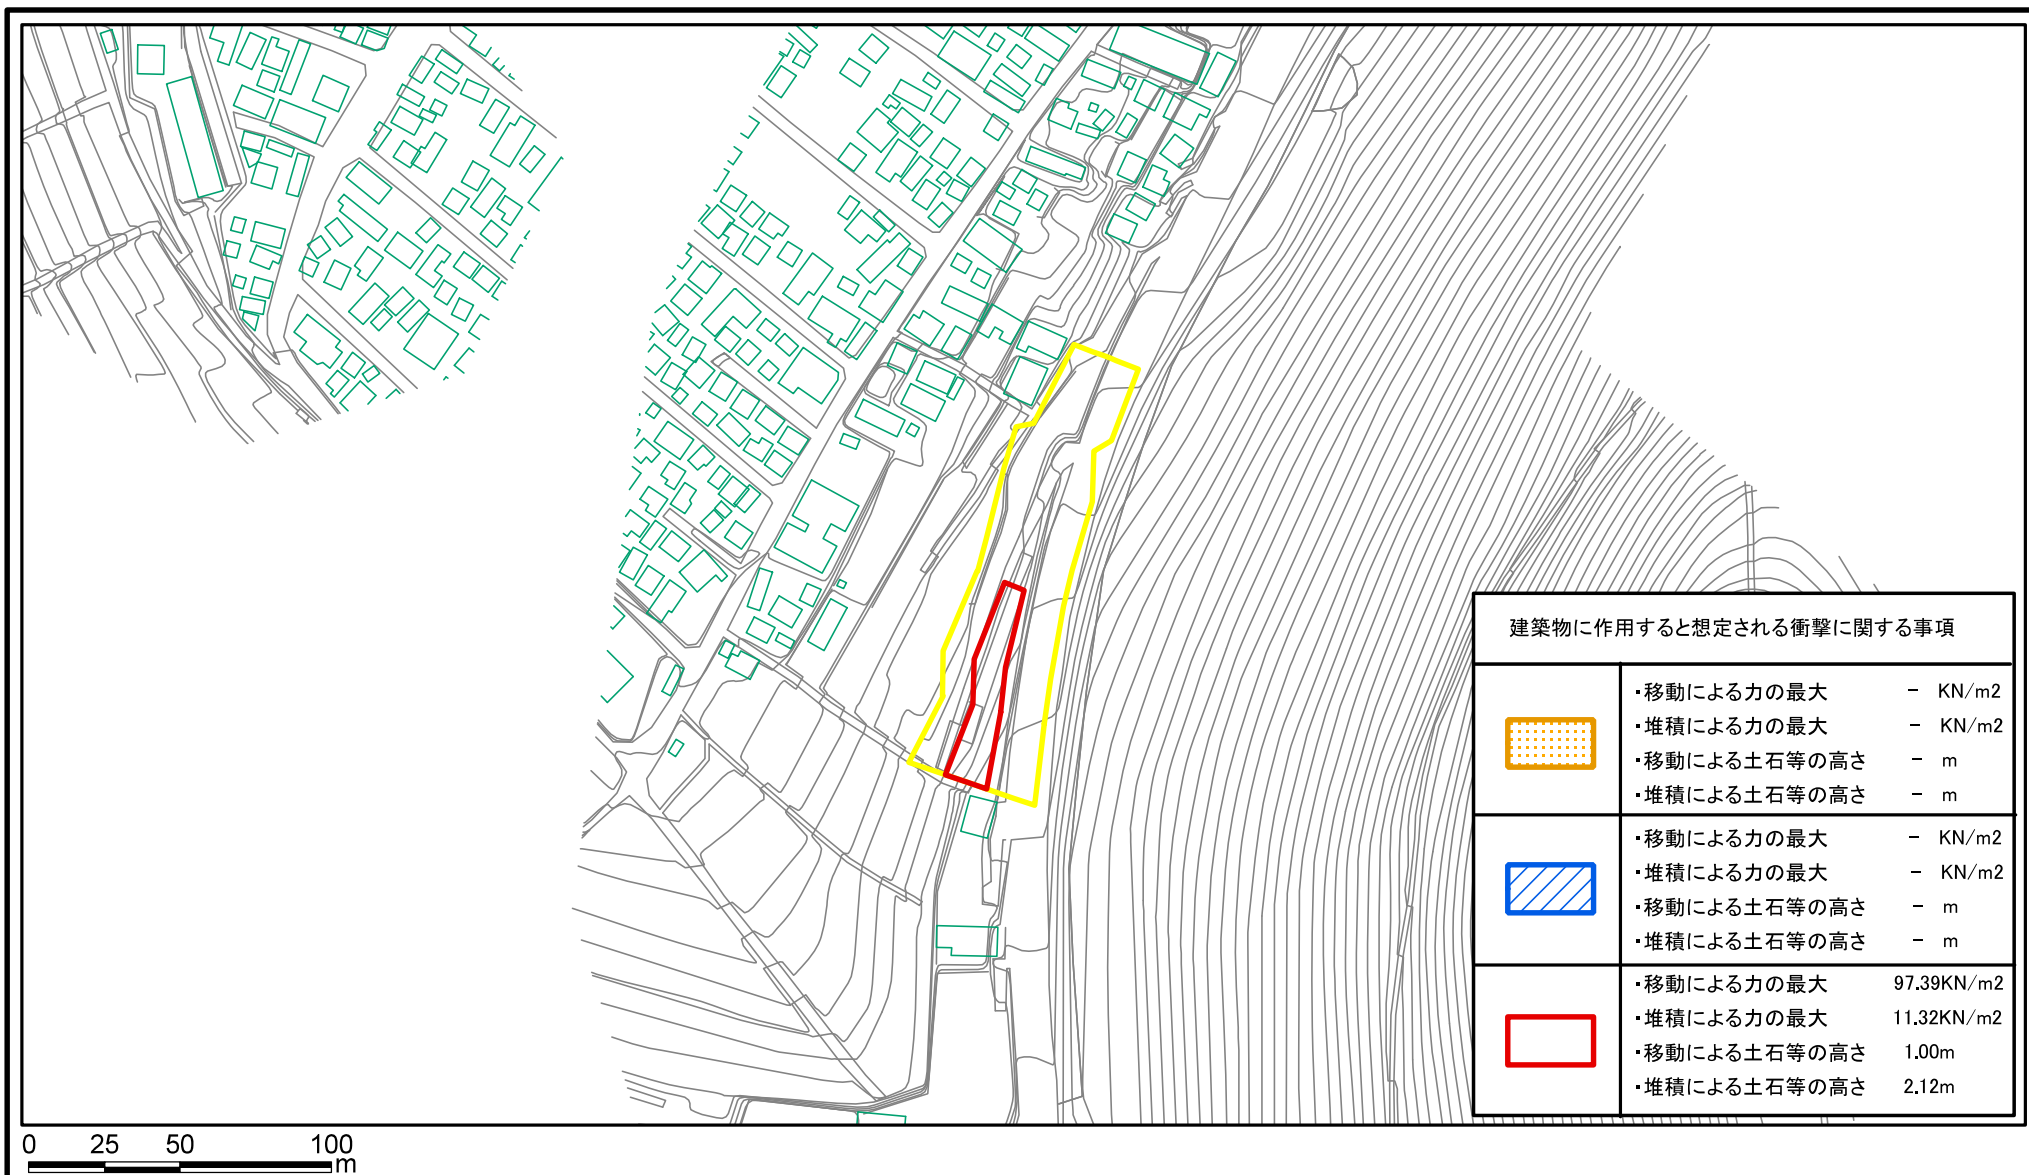 建築物に作用すると想定される衝撃に関する事項
・移動による力の最大 - KN/m2
・堆積による力の最大 - KN/m2
・移動による土石等の高さ - m
・堆積による土石等の高さ - m
・移動による力の最大 - KN/m2
・堆積による力の最大 - KN/m2
・移動による土石等の高さ - m
・堆積による土石等の高さ - m
・移動による力の最大 97.39KN/m2
・堆積による力の最大 11.32KN/m2
・移動による土石等の高さ 1.00m
・堆積による土石等の高さ 2.12m
0 25 50 100
m